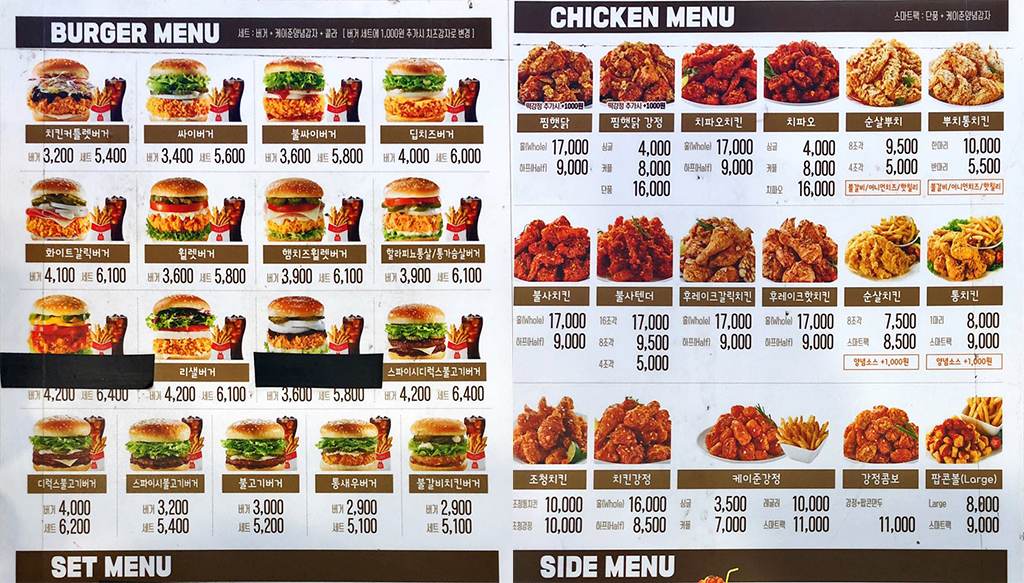 BURGER MENU 세트 : 버거 + 케이준양념감자 + 콜라 [ 버거 세트에 1,000원 추가시 치즈감자로 변경 ]
치킨커틀렛버거 싸이버거 불싸이버거 딥치즈버거
버거 3,200 세트 5,400 버거 3,400 세트 5,600 버거 3,600 세트 5,800 버거 4,000 세트 6,000
화이트갈릭버거 휠렛버거 햄치즈휠렛버거 할라피뇨통살/통가슴살버거
버거 4,100 세트 6,100 버거 3,600 세트 5,800 버거 3,900 세트 6,100 버거 3,900 세트 6,100
리샐버거 스파이시디럭스불고기버거
버거 4,200 세트 6,400 버거 4,200 세트 6,100 버거 3,600 세트 5,800 버거 4,200 세트 6,400
디럭스불고기버거 스파이시불고기버거 불고기버거 통새우버거 불갈비치킨버거
버거 4,000 버거 3,200 버거 3,000 버거 2,900 버거 2,900
세트 6,200 세트 5,400 세트 5,200 세트 5,100 세트 5,100
SET MENU
CHICKEN MENU 스마트팩 : 단품 + 케이준양념감자
떡강정 추가시 +1000원 떡강정 추가시 +1000원
찜햇닭 찜햇닭 강정 치파오치킨 치파오 순살뿌치 뿌치통치킨
홀(Whole) 17,000 싱글 4,000 홀(Whole) 17,000 싱글 4,000 8조각 9,500 한마리 10,000
하프(Half) 9,000 커플 8,000 하프(Half) 9,000 커플 8,000 4조각 5,000 반마리 5,500
단품 16,000 치파오 16,000 불갈비/어니언치즈/핫칠리 불갈비/어니언치즈/핫칠리
불사치킨 불사텐더 후레이크갈릭치킨 후레이크핫치킨 순살치킨 통치킨
홀(Whole) 17,000 16조각 17,000 홀(Whole) 17,000 홀(Whole) 17,000 8조각 7,500 1마리 8,000
하프(Half) 9,000 8조각 9,500 하프(Half) 9,000 하프(Half) 9,000 스마트팩 8,500 스마트팩 9,000
4조각 5,000 양념소스 +1,000원 양념소스 +1,000원
조청치킨 치킨강정 케이준강정 강정콤보 팝콘볼(Large)
조청통치킨 10,000 홀(Whole) 16,000 싱글 3,500 레귤러 10,000 강정+팝콘만두 Large 8,000
조청강정 10,000 하프(Half) 8,500 커플 7,000 스마트팩 11,000 11,000 스마트팩 9,000
SIDE MENU